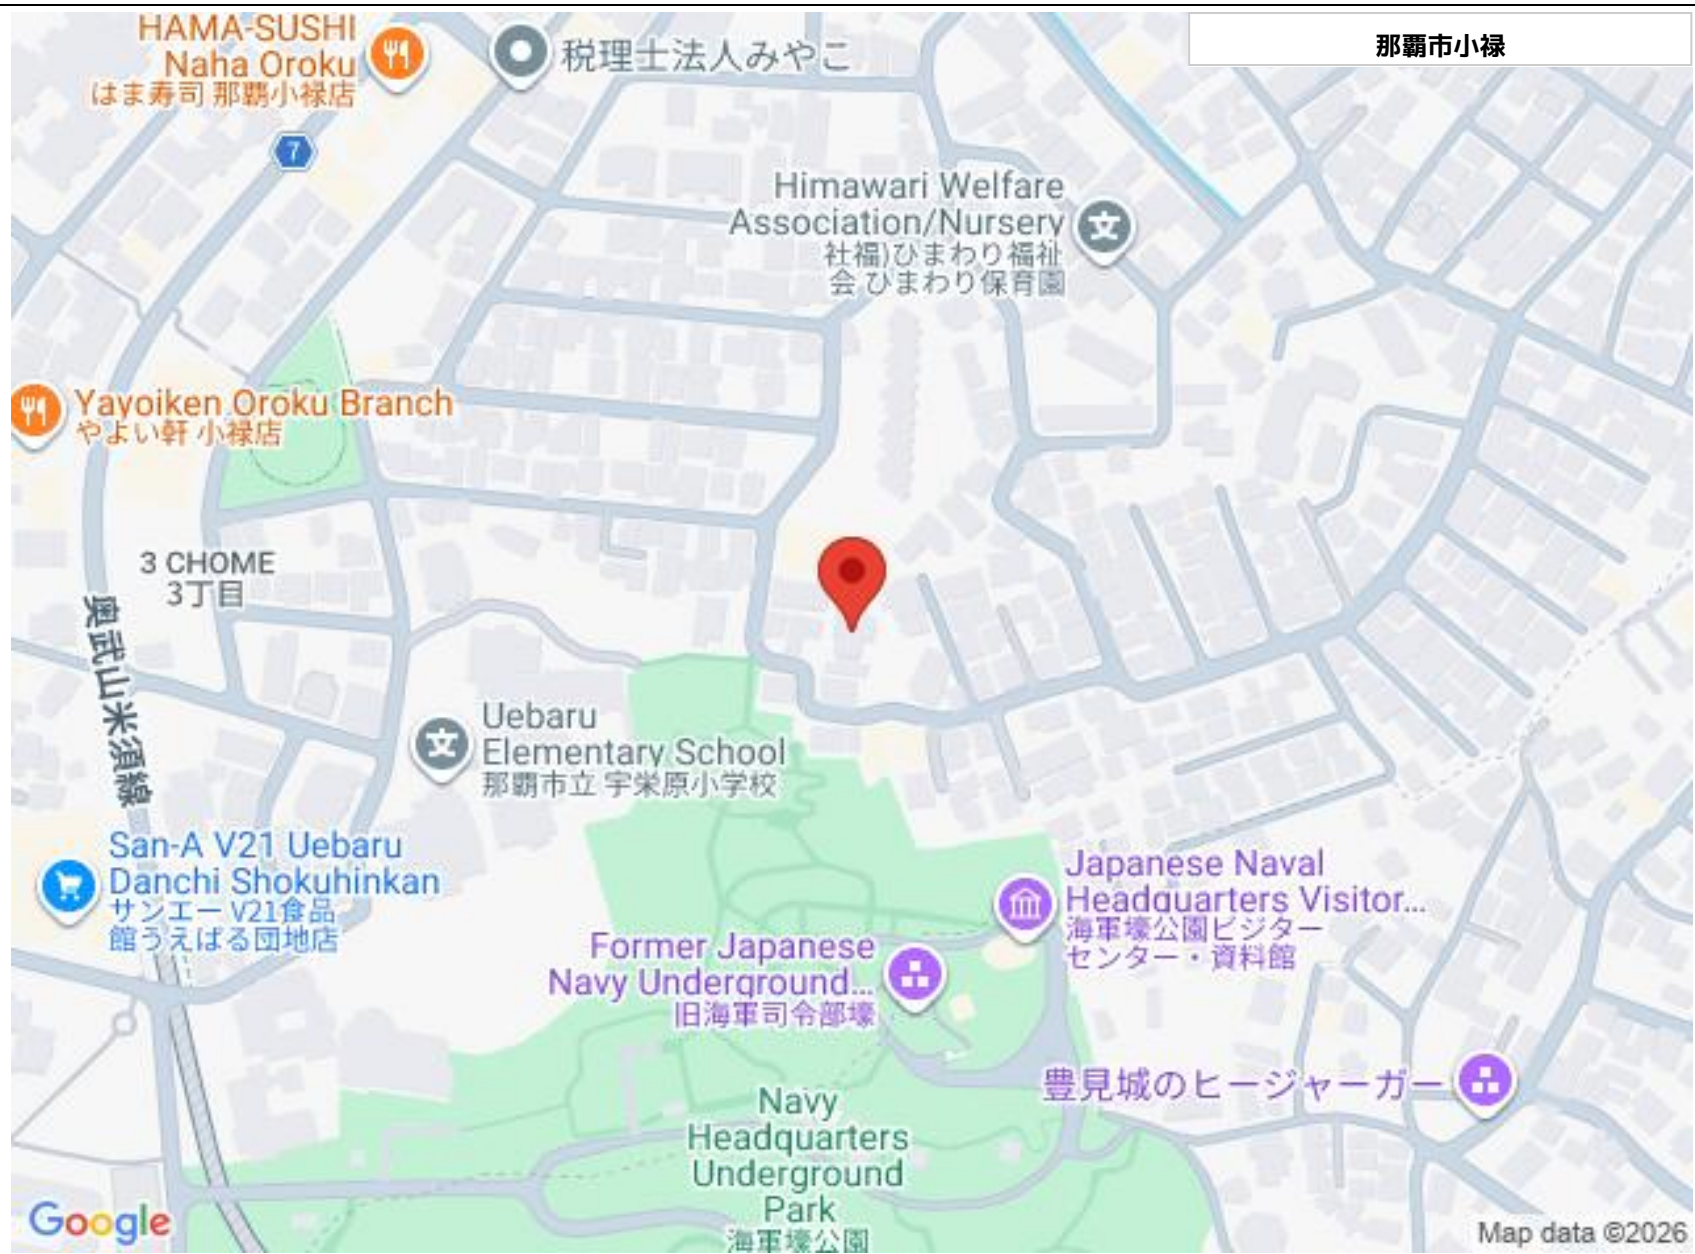 那覇市小禄
HAMA-SUSHI
Naha Oroku
はま寿司 那覇小禄店
税理士法人みやこ
7
Himawari Welfare
Association/Nursery
社福)ひまわり福祉
会 ひまわり保育園
Yayoiken Oroku Branch
やよい軒 小禄店
3 CHOME
3丁目
奥武山米須線
Uebaru
Elementary School
那覇市立 宇栄原小学校
San-A V21 Uebaru
Danchi Shokuhinkan
サンエー V21食品
館うえばる団地店
Japanese Naval
Headquarters Visitor...
海軍壕公園ビジター
センター・資料館
Former Japanese
Navy Underground...
旧海軍司令部壕
豊見城のヒージャーガー
Navy
Headquarters
Underground
Park
海軍壕公園
Google
Map data ©2026